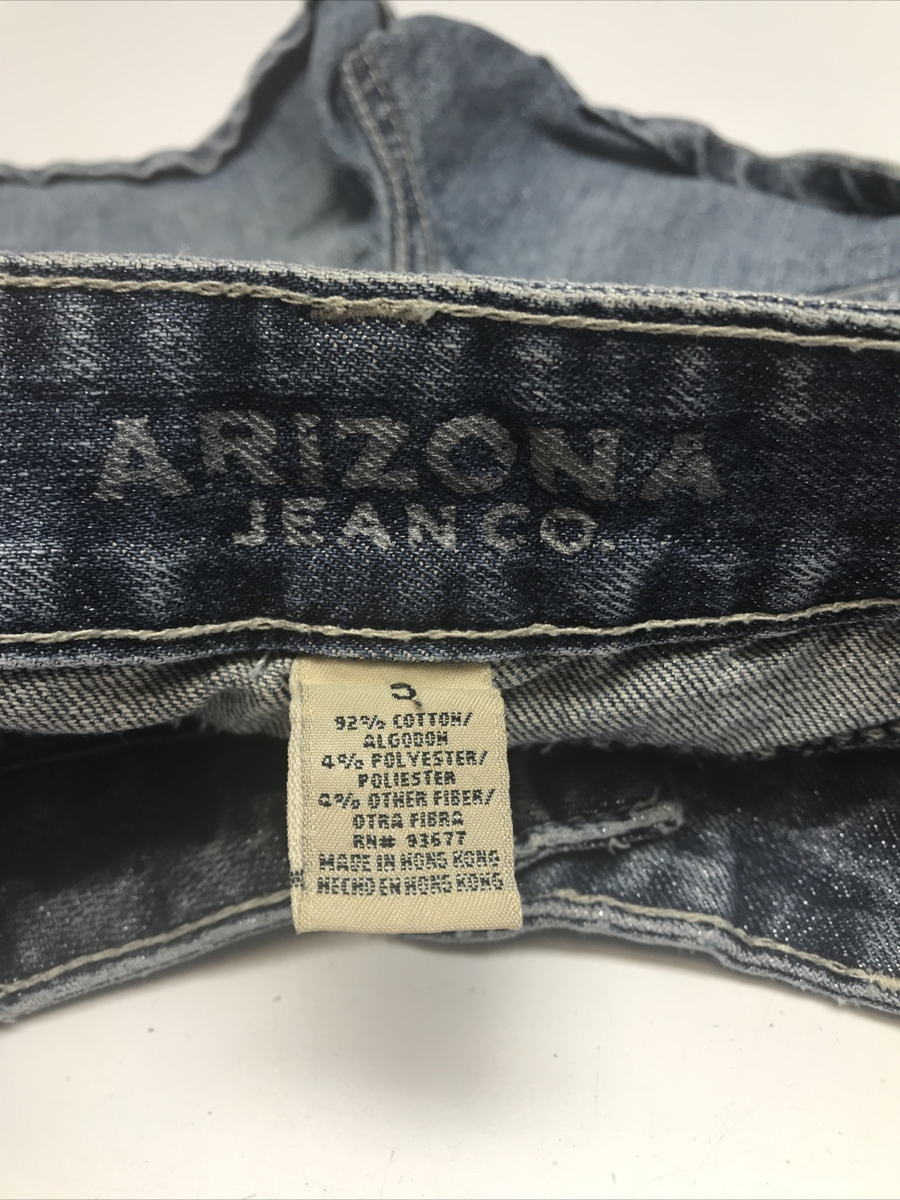 ARIZONA
JEAN CO.
3
92% COTTON/
ALGODON
4% POLYESTER/
POLIESTER
4% OTHER FIBER/
OTRA FIBRA
RN# 93677
MADE IN HONG KONG
HECHO EN HONG KONG